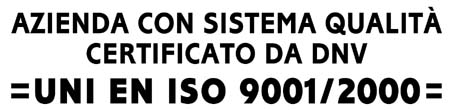 AZIENDA CON SISTEMA QUALITÀ
CERTIFICATO DA DNV
=UNI EN ISO 9001/2000=